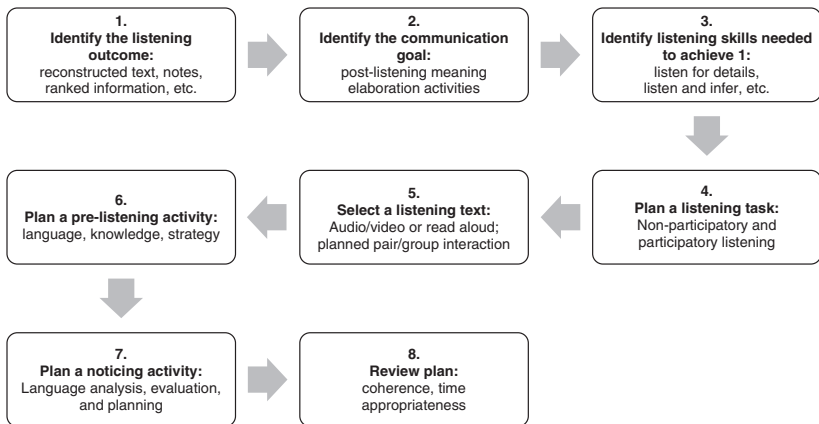 1.
Identify the listening
outcome:
reconstructed text, notes,
ranked information, etc.
2.
Identify the communication
goal:
post-listening meaning
elaboration activities
3.
Identify listening skills needed
to achieve 1:
listen for details,
listen and infer, etc.
4.
Plan a listening task:
Non-participatory and
participatory listening
5.
Select a listening text:
Audio/video or read aloud;
planned pair/group interaction
6.
Plan a pre-listening activity:
language, knowledge, strategy
7.
Plan a noticing activity:
Language analysis, evaluation,
and planning
8.
Review plan:
coherence, time
appropriateness